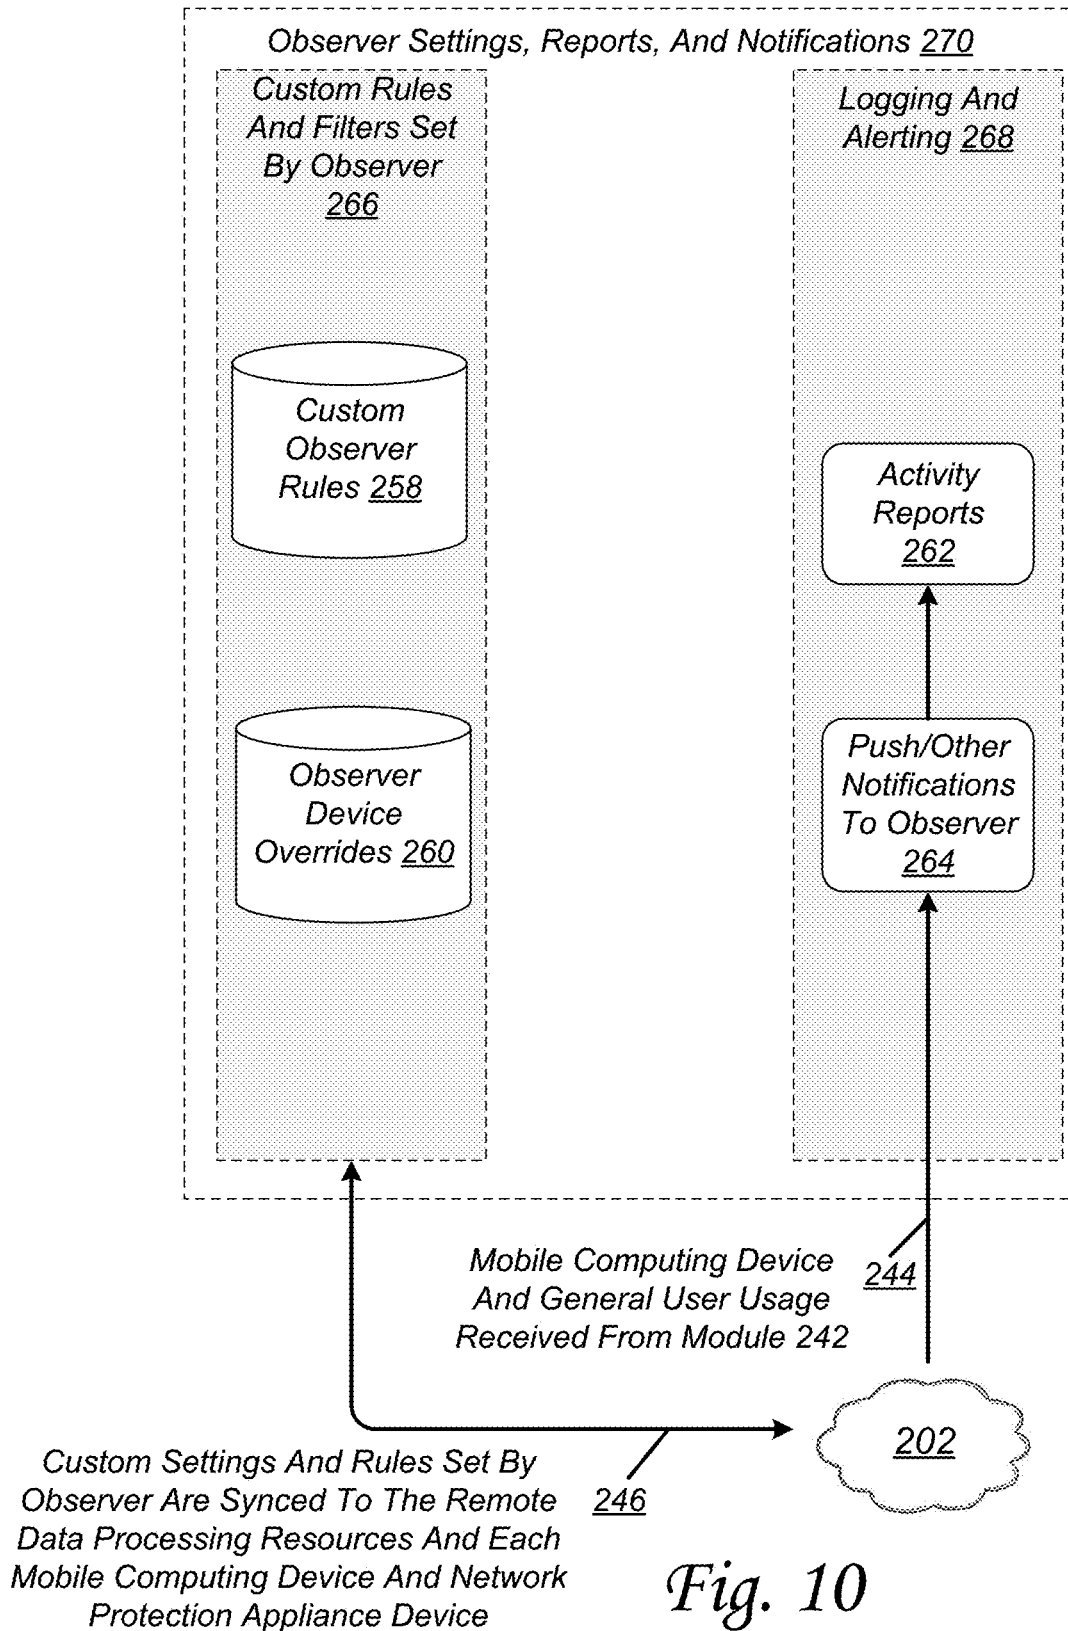 Observer Settings, Reports, And Notifications 270
Custom Rules
And Filters Set
By Observer
266
Custom
Observer
Rules 258
Observer
Device
Overrides 260
Logging And
Alerting 268
Activity
Reports
262
Push/Other
Notifications
To Observer
264
Mobile Computing Device
And General User Usage
Received From Module 242
244
202
246
Custom Settings And Rules Set By
Observer Are Synced To The Remote
Data Processing Resources And Each
Mobile Computing Device And Network
Protection Appliance Device
Fig. 10